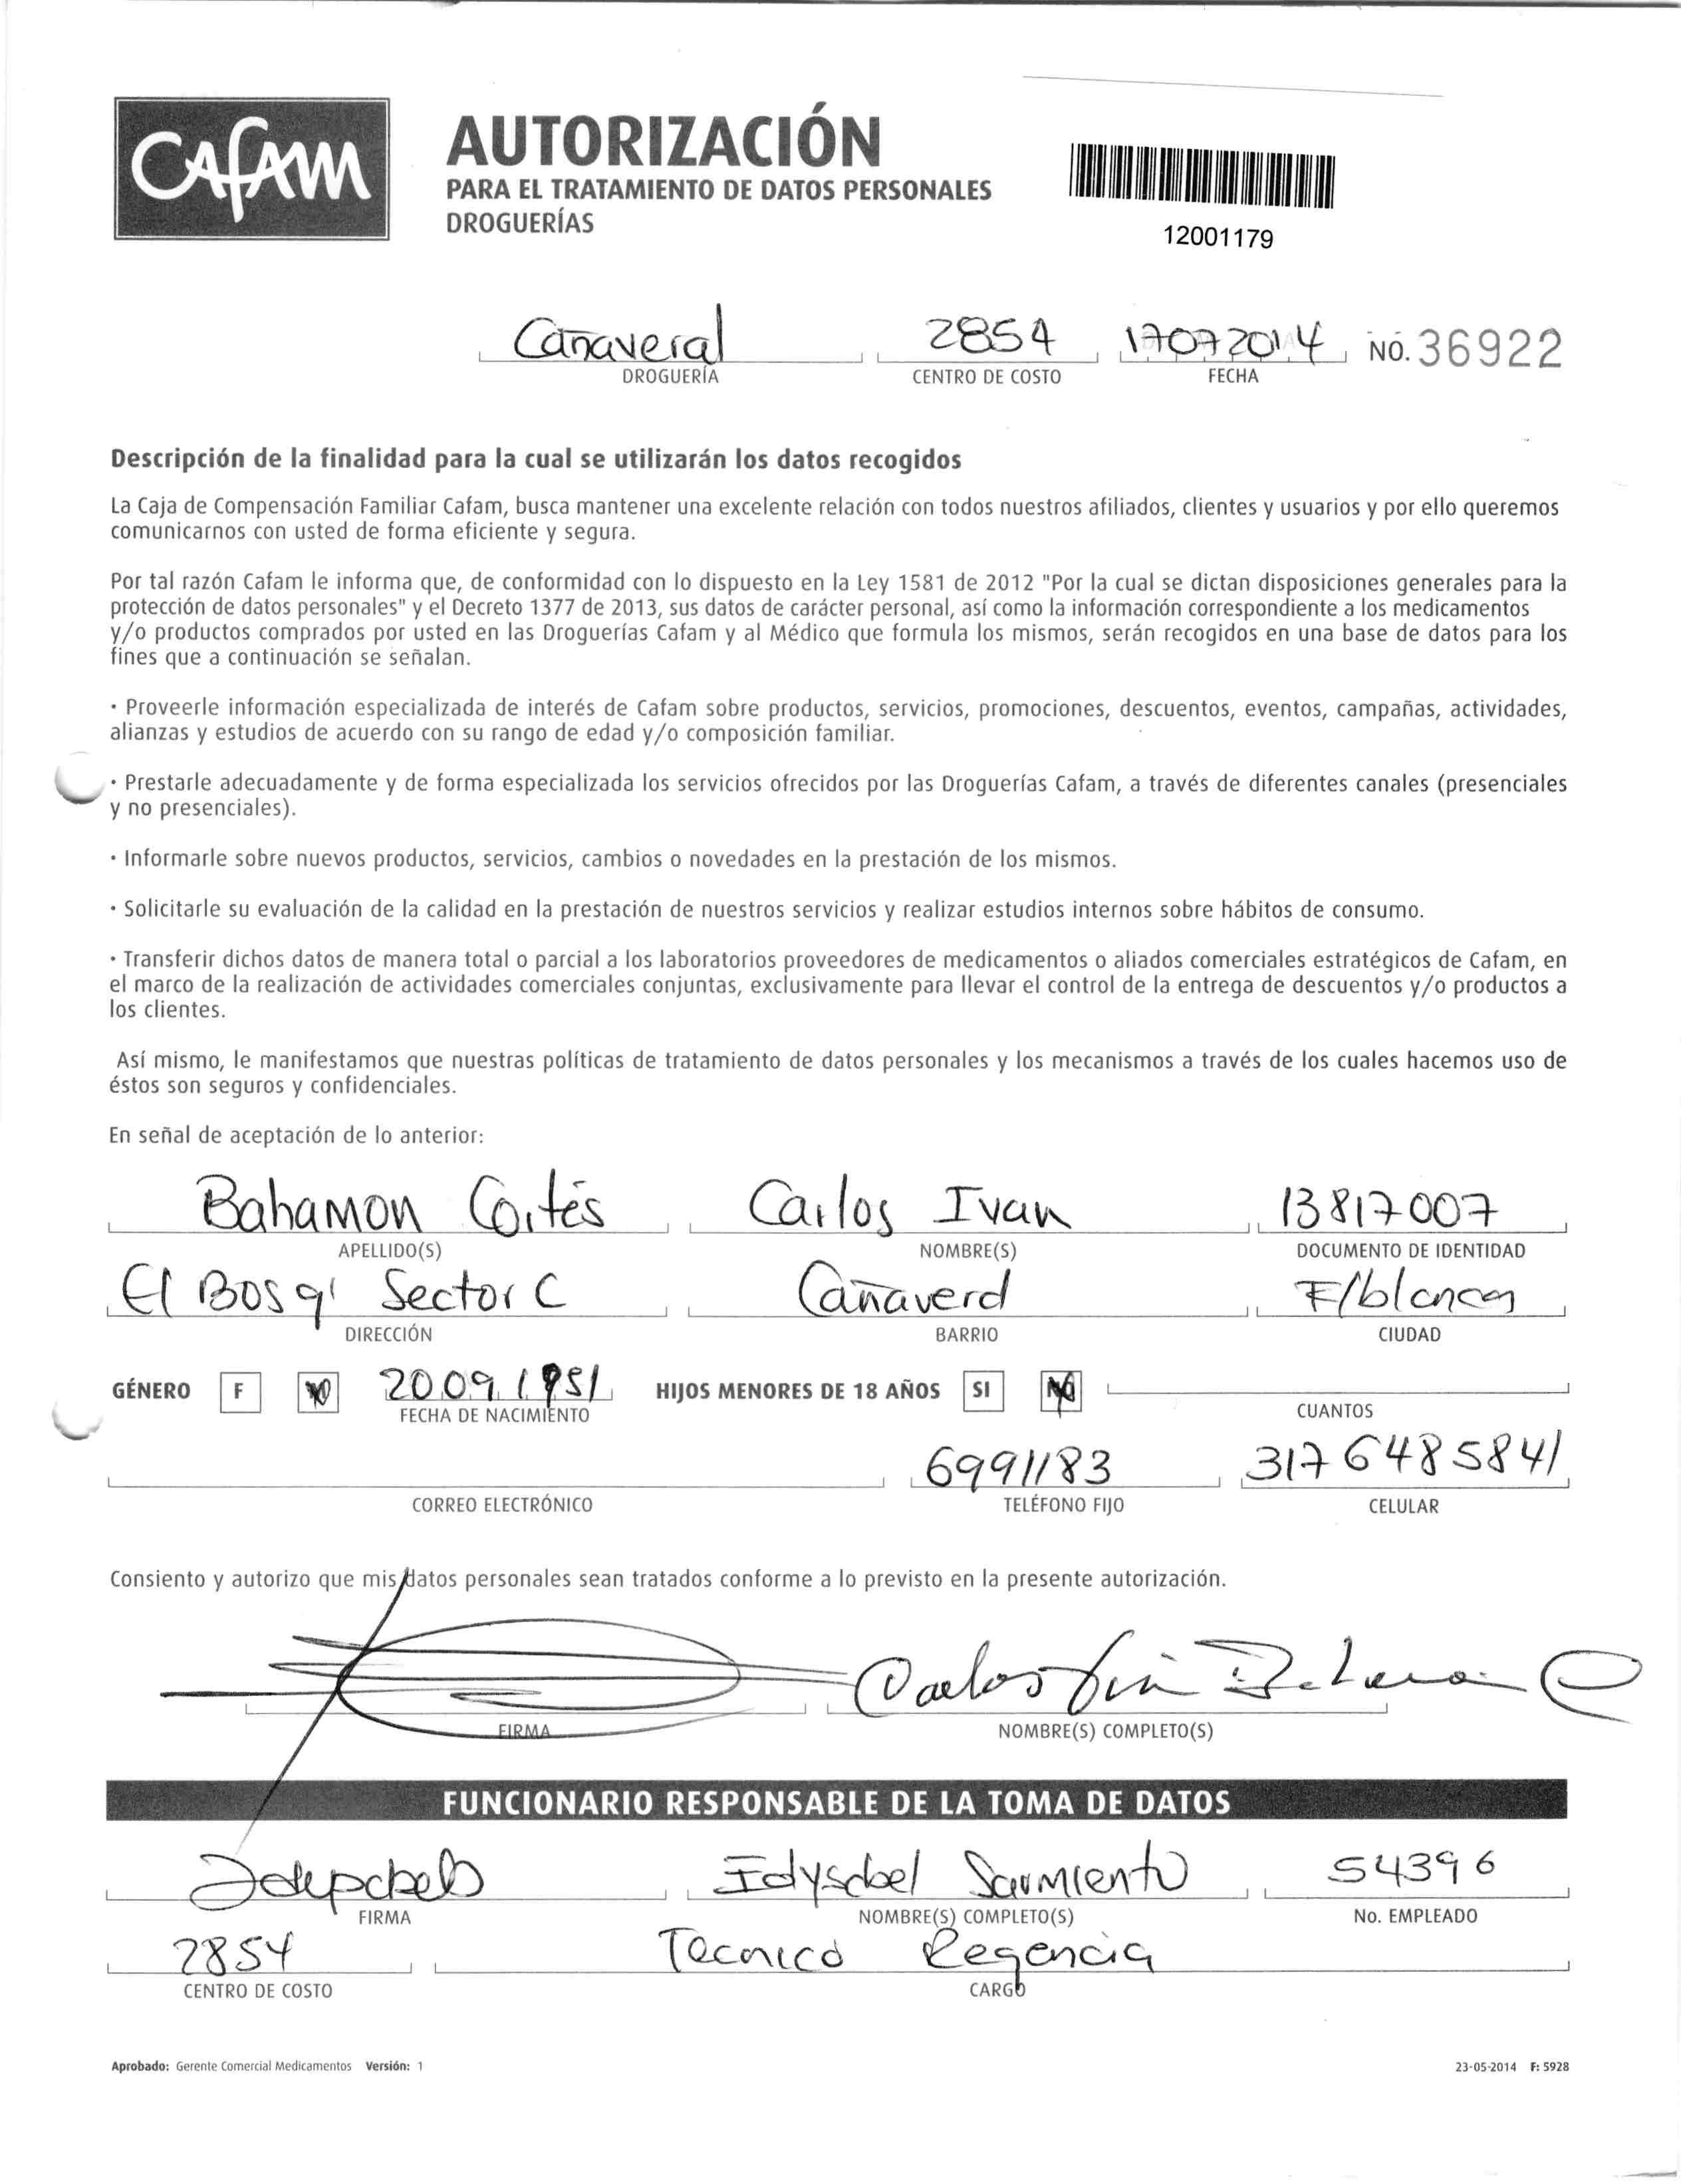 Cafam
AUTORIZACIÓN
PARA EL TRATAMIENTO DE DATOS PERSONALES
DROGUERÍAS
12001179
Cañaveral 2854 17072014 NO. 36922
DROGUERÍA CENTRO DE COSTO FECHA
Descripción de la finalidad para la cual se utilizarán los datos recogidos
La Caja de Compensación Familiar Cafam, busca mantener una excelente relación con todos nuestros afiliados, clientes y usuarios y por ello queremos
comunicarnos con usted de forma eficiente y segura.
Por tal razón Cafam le informa que, de conformidad con lo dispuesto en la Ley 1581 de 2012 "Por la cual se dictan disposiciones generales para la
protección de datos personales" y el Decreto 1377 de 2013, sus datos de carácter personal, así como la información correspondiente a los medicamentos
y/o productos comprados por usted en las Droguerías Cafam y al Médico que formula los mismos, serán recogidos en una base de datos para los
fines que a continuación se señalan.
· Proveerle información especializada de interés de Cafam sobre productos, servicios, promociones, descuentos, eventos, campañas, actividades,
alianzas y estudios de acuerdo con su rango de edad y/o composición familiar.
· Prestarle adecuadamente y de forma especializada los servicios ofrecidos por las Droguerías Cafam, a través de diferentes canales (presenciales
y no presenciales).
· Informarle sobre nuevos productos, servicios, cambios o novedades en la prestación de los mismos.
· Solicitarle su evaluación de la calidad en la prestación de nuestros servicios y realizar estudios internos sobre hábitos de consumo.
· Transferir dichos datos de manera total o parcial a los laboratorios proveedores de medicamentos o aliados comerciales estratégicos de Cafam, en
el marco de la realización de actividades comerciales conjuntas, exclusivamente para llevar el control de la entrega de descuentos y/o productos a
los clientes.
Así mismo, le manifestamos que nuestras políticas de tratamiento de datos personales y los mecanismos a través de los cuales hacemos uso de
éstos son seguros y confidenciales.
En señal de aceptación de lo anterior:
Bahamon Cortés Carlos Ivan 13817007
APELLIDO(S) NOMBRE(S) DOCUMENTO DE IDENTIDAD
El Bosq' Sector C Cañaveral F/blanca
DIRECCIÓN BARRIO CIUDAD
GÉNERO F 20 09 1951 HIJOS MENORES DE 18 AÑOS SI NO
FECHA DE NACIMIENTO CUANTOS
6991183 317 6485841
CORREO ELECTRÓNICO TELÉFONO FIJO CELULAR
Consiento y autorizo que mis datos personales sean tratados conforme a lo previsto en la presente autorización.
Carlos Iván Bahamon C
FIRMA NOMBRE(S) COMPLETO(S)
FUNCIONARIO RESPONSABLE DE LA TOMA DE DATOS
Idysabel Sarmiento 54396
FIRMA NOMBRE(S) COMPLETO(S) No. EMPLEADO
2854 Tecnico Regencia
CENTRO DE COSTO CARGO
Aprobado: Gerente Comercial Medicamentos Versión: 1 23-05-2014 F: 5928